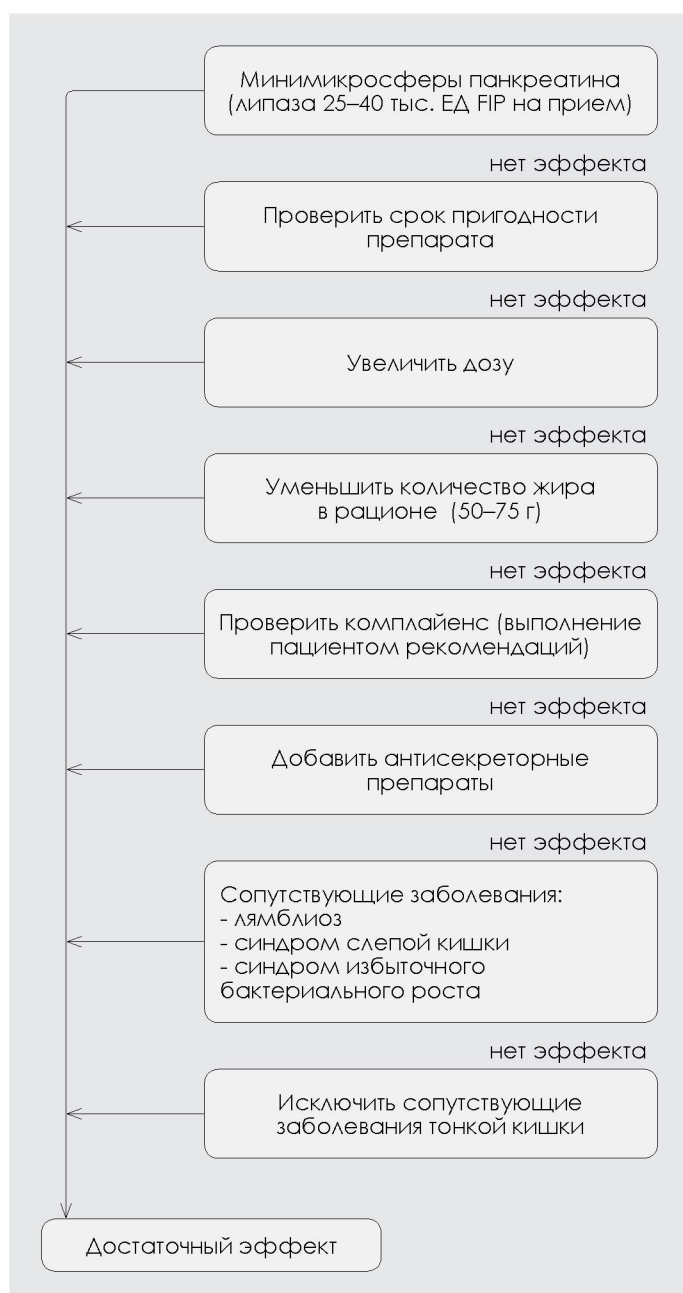 Минимикросферы панкреатина
(липаза 25–40 тыс. ЕД FIP на прием)
нет эффекта
Проверить срок пригодности
препарата
нет эффекта
Увеличить дозу
нет эффекта
Уменьшить количество жира
в рационе (50–75 г)
нет эффекта
Проверить комплайенс (выполнение
пациентом рекомендаций)
нет эффекта
Добавить антисекреторные
препараты
нет эффекта
Сопутствующие заболевания:
- лямблиоз
- синдром слепой кишки
- синдром избыточного
бактериального роста
нет эффекта
Исключить сопутствующие
заболевания тонкой кишки
Достаточный эффект